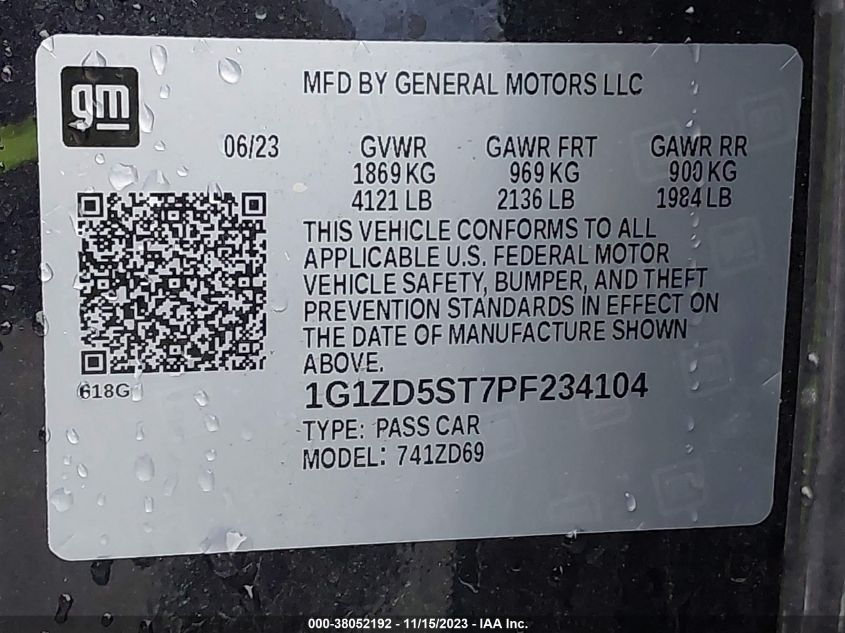 gm
MFD BY GENERAL MOTORS LLC
06/23 GVWR GAWR FRT GAWR RR
1869 KG 969 KG 900 KG
4121 LB 2136 LB 1984 LB
THIS VEHICLE CONFORMS TO ALL
APPLICABLE U.S. FEDERAL MOTOR
VEHICLE SAFETY, BUMPER, AND THEFT
PREVENTION STANDARDS IN EFFECT ON
THE DATE OF MANUFACTURE SHOWN
ABOVE.
618G
1G1ZD5ST7PF234104
TYPE: PASS CAR
MODEL: 741ZD69
000-38052192 - 11/15/2023 - IAA Inc.